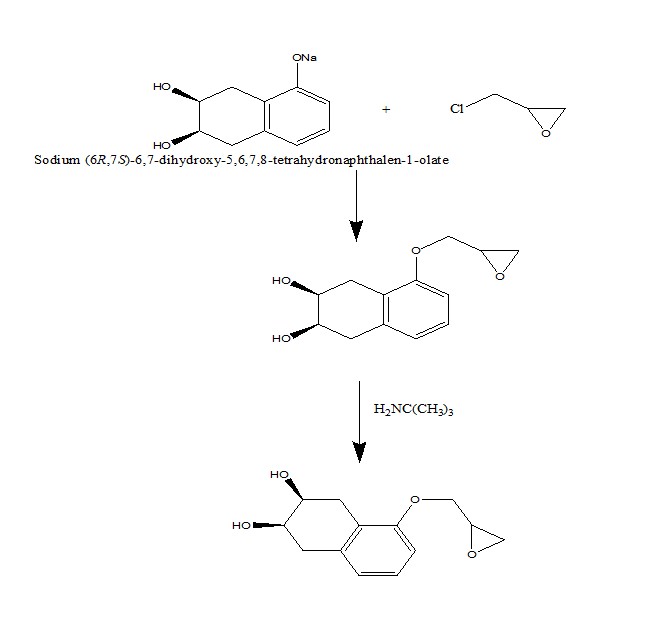 ONa
HO
+
Cl
O
HO
Sodium (6R,7S)-6,7-dihydroxy-5,6,7,8-tetrahydronaphthalen-1-olate
O
HO
O
HO
H₂NC(CH₃)₃
HO
O
HO
O